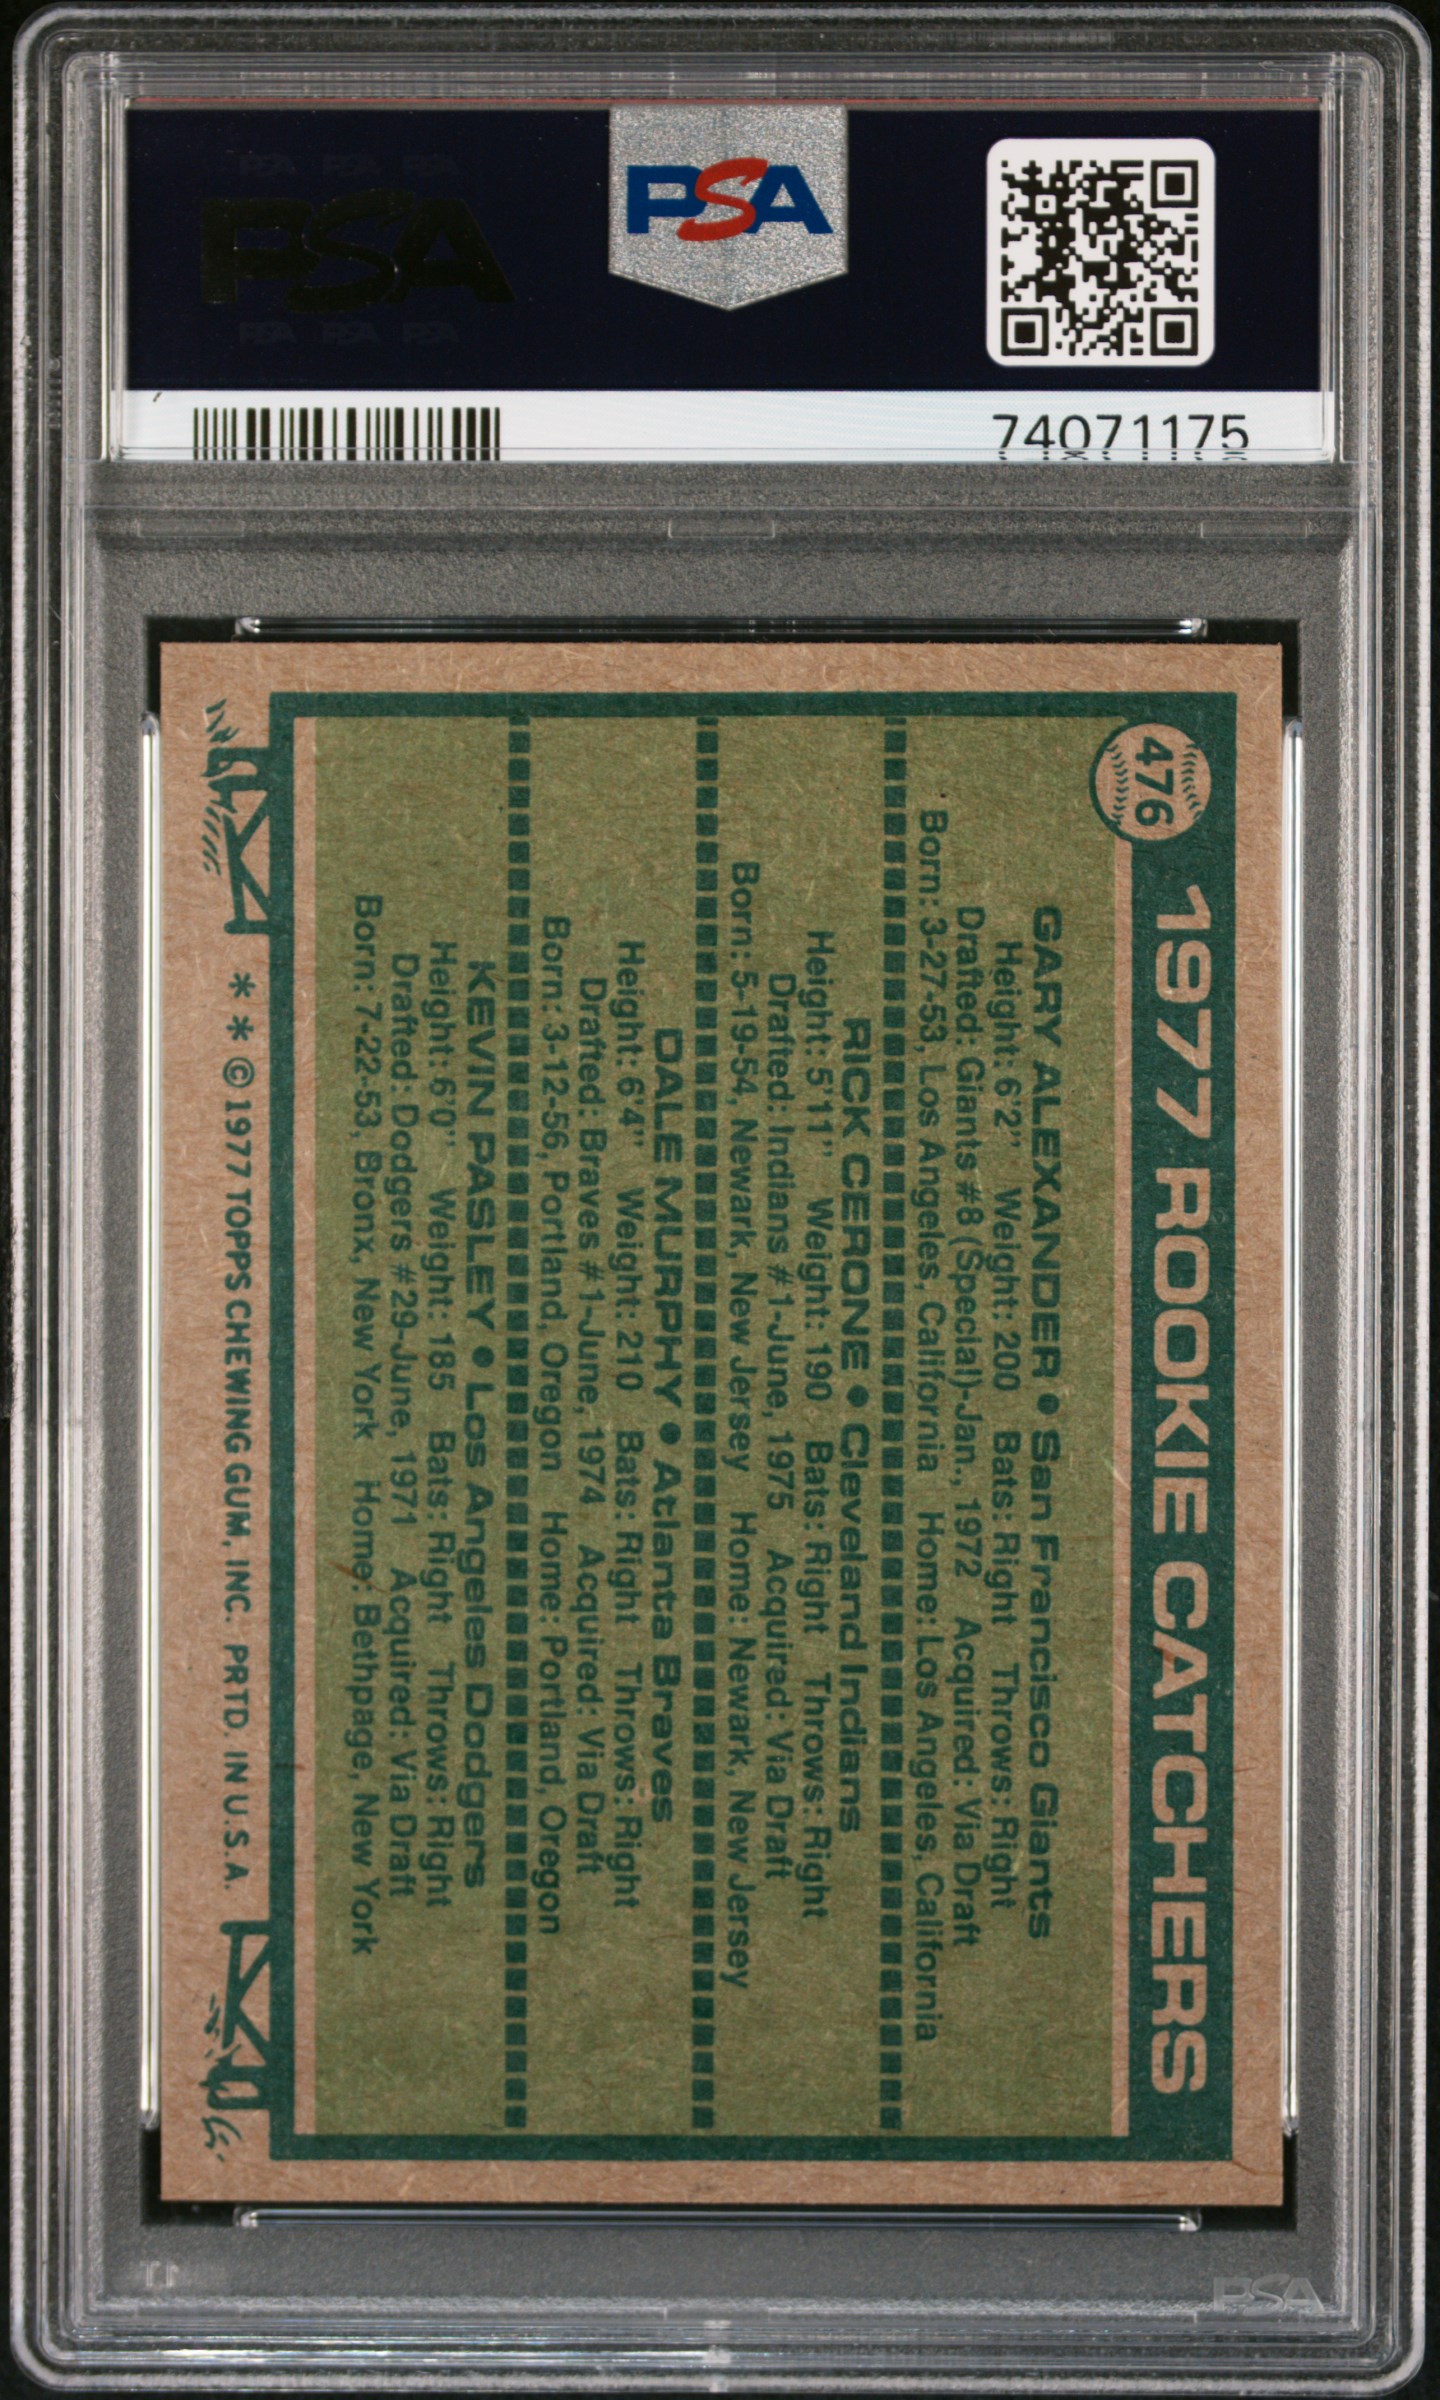 PSA PSA PSA
PSA
PSA PSA PSA
PSA
74071175
476
1977 ROOKIE CATCHERS
GARY ALEXANDER • San Francisco Giants
Height: 6'2" Weight: 200 Bats: Right Throws: Right
Drafted: Giants #8 (Special)-Jan., 1972 Acquired: Via Draft
Born: 3-27-53, Los Angeles, California Home: Los Angeles, California
RICK CERONE • Cleveland Indians
Height: 5'11" Weight: 190 Bats: Right Throws: Right
Drafted: Indians #1-June, 1975 Acquired: Via Draft
Born: 5-19-54, Newark, New Jersey Home: Newark, New Jersey
DALE MURPHY • Atlanta Braves
Height: 6'4" Weight: 210 Bats: Right Throws: Right
Drafted: Braves #1-June, 1974 Acquired: Via Draft
Born: 3-12-56, Portland, Oregon Home: Portland, Oregon
KEVIN PASLEY • Los Angeles Dodgers
Height: 6'0" Weight: 185 Bats: Right Throws: Right
Drafted: Dodgers #29-June, 1971 Acquired: Via Draft
Born: 7-22-53, Bronx, New York Home: Bethpage, New York
* * © 1977 TOPPS CHEWING GUM, INC. PRTD. IN U.S.A.
PSA